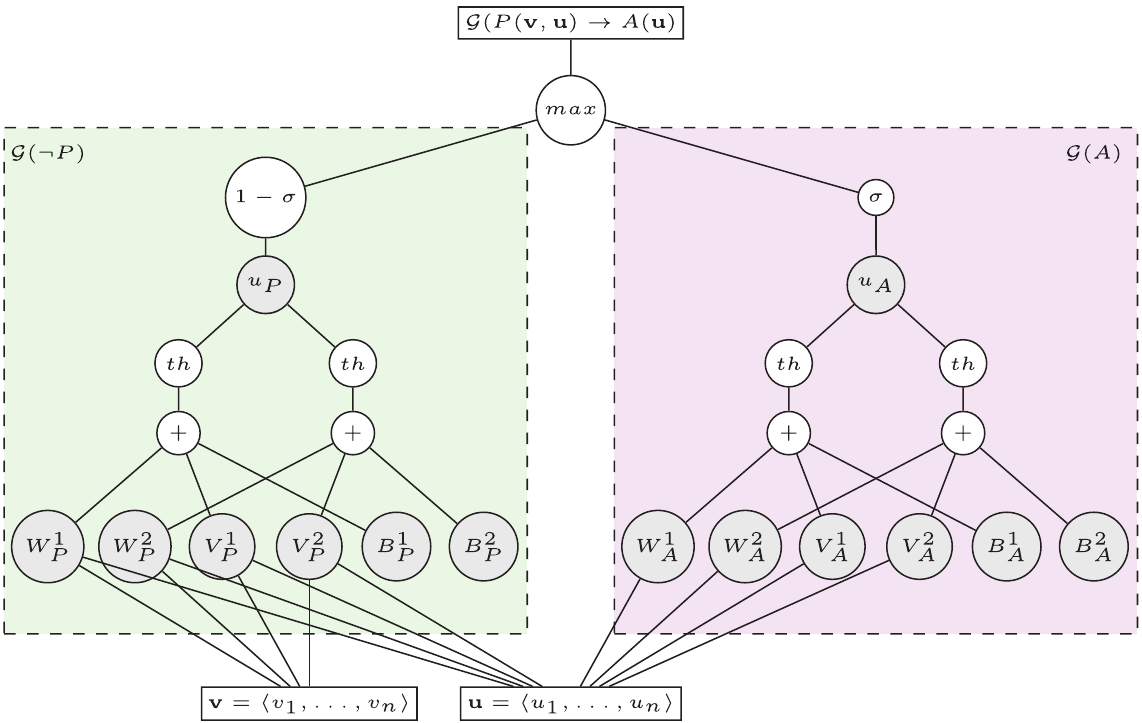 𝒢(P(𝐯, 𝐮) → A(𝐮)
max
𝒢(¬P)
𝒢(A)
1 − σ
σ
u_P
u_A
th th th th
+ + + +
W_P^1 W_P^2 V_P^1 V_P^2 B_P^1 B_P^2 W_A^1 W_A^2 V_A^1 V_A^2 B_A^1 B_A^2
𝐯 = ⟨v_1, . . . , v_n⟩ 𝐮 = ⟨u_1, . . . , u_n⟩